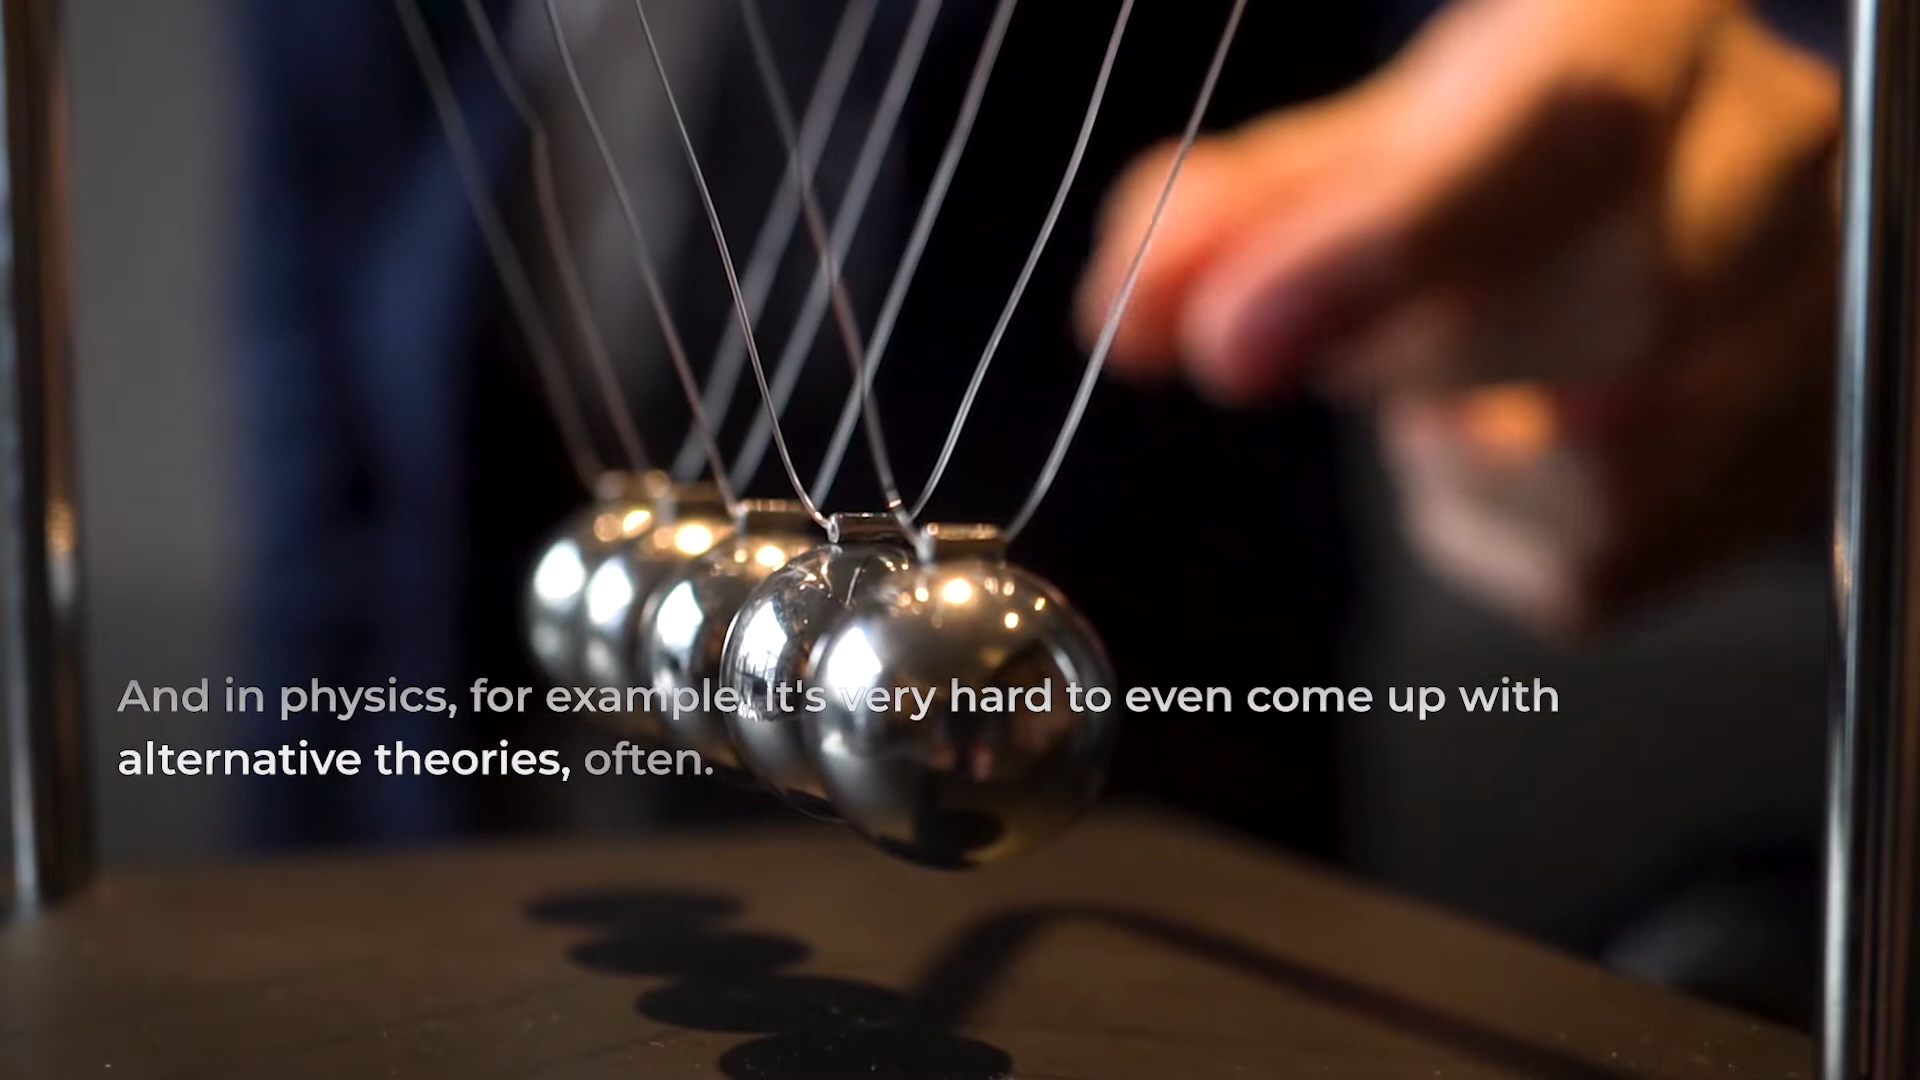 And in physics, for example, it's very hard to even come up with
alternative theories, often.